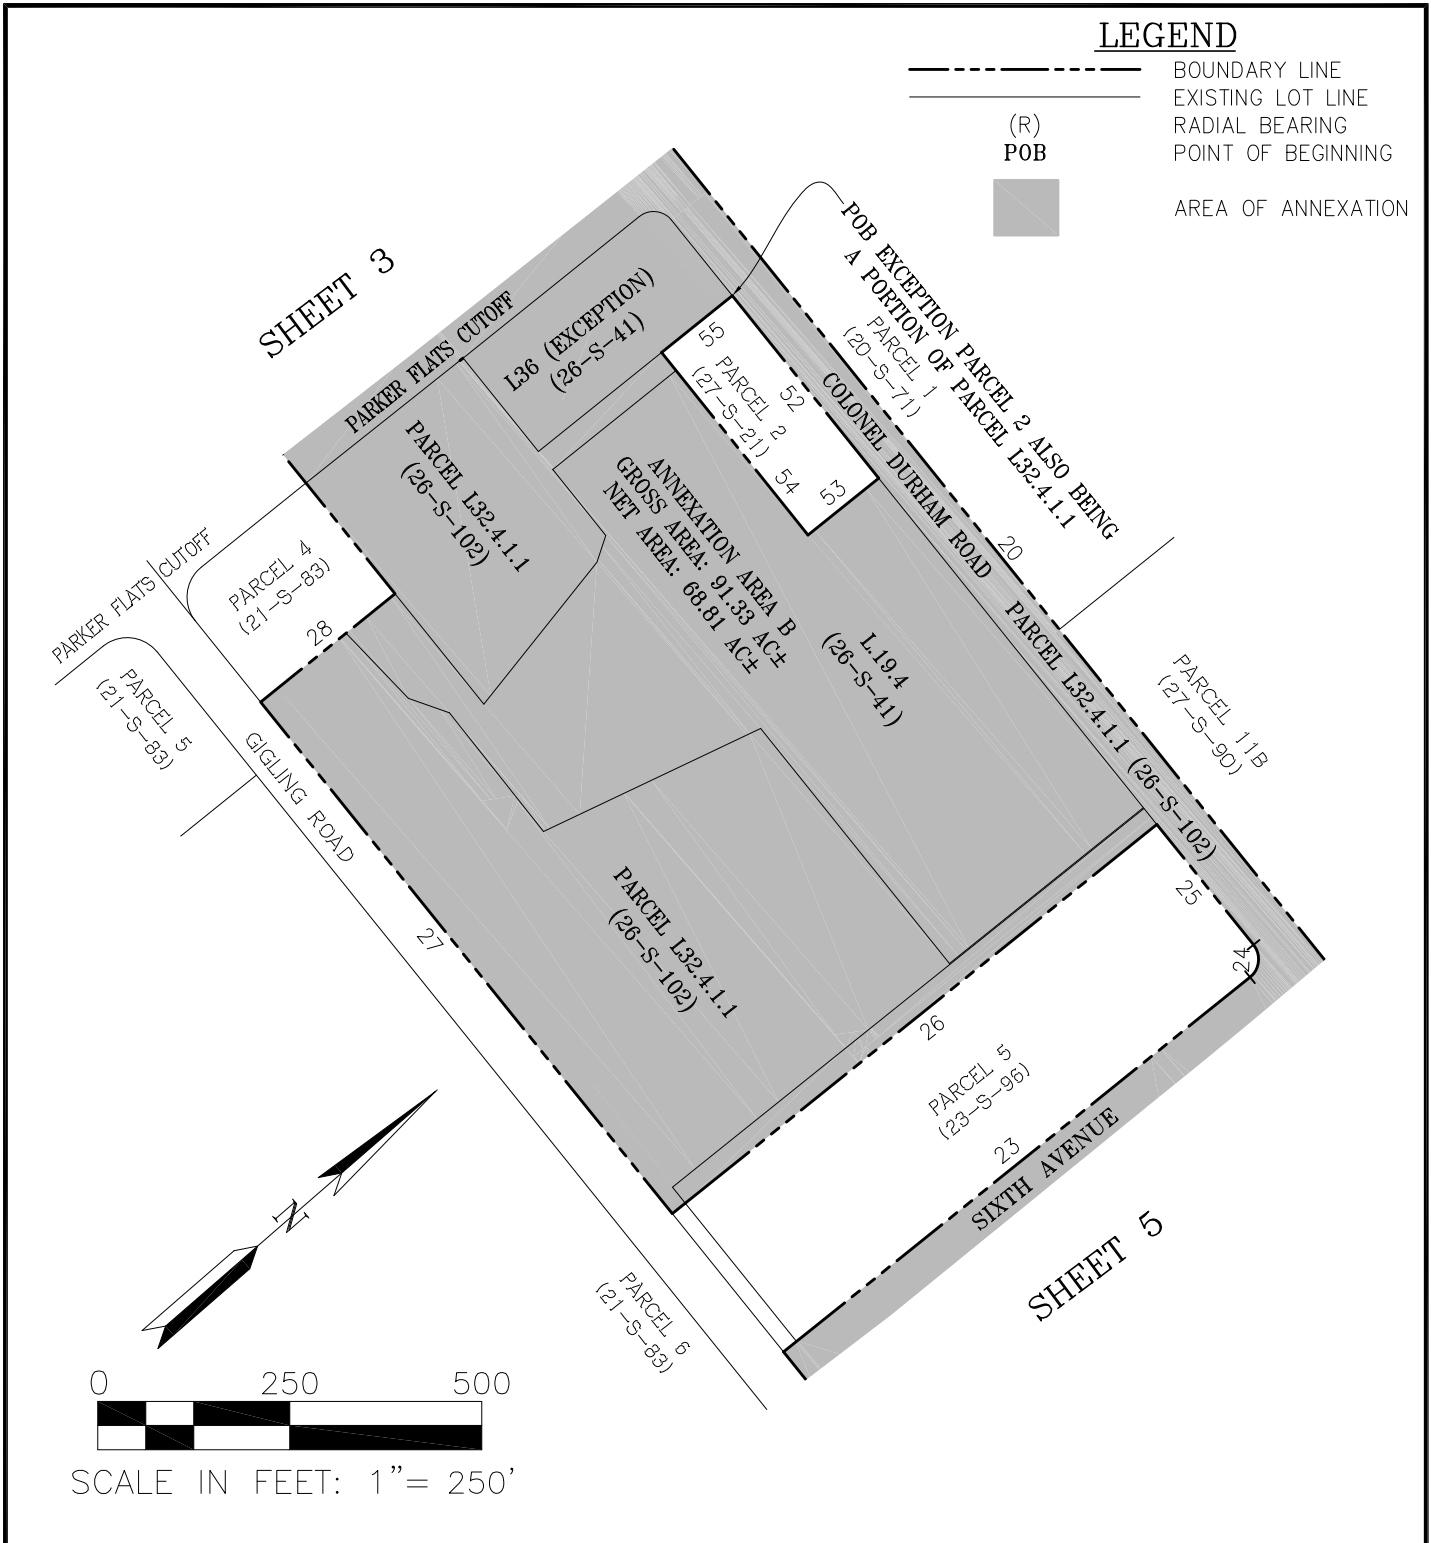 LEGEND
BOUNDARY LINE
EXISTING LOT LINE
(R) RADIAL BEARING
POB POINT OF BEGINNING
AREA OF ANNEXATION
SHEET 3
POB EXCEPTION PARCEL 2 ALSO BEING
A PORTION OF PARCEL L32.4.1.1
PARCEL 1
(20-S-71)
PARKER FLATS CUTOFF
L36 (EXCEPTION)
(26-S-41)
55
PARCEL 2
(27-S-21)
52
54
53
COLONEL DURHAM ROAD
20
PARCEL L32.4.1.1
(26-S-102)
ANNEXATION AREA B
GROSS AREA: 91.33 AC±
NET AREA: 68.81 AC±
L.19.4
(26-S-41)
PARCEL L32.4.1.1 (26-S-102)
PARCEL 11B
(27-S-90)
PARKER FLATS CUTOFF
PARCEL 4
(21-S-83)
28
PARCEL 5
(21-S-83)
GIGLING ROAD
27
PARCEL L32.4.1.1
(26-S-102)
25
24
26
PARCEL 5
(23-S-96)
23
SIXTH AVENUE
SHEET 5
PARCEL 6
(21-S-83)
N
0 250 500
SCALE IN FEET: 1"= 250'